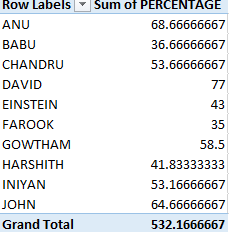 Row Labels Sum of PERCENTAGE
ANU 68.66666667
BABU 36.66666667
CHANDRU 53.66666667
DAVID 77
EINSTEIN 43
FAROOK 35
GOWTHAM 58.5
HARSHITH 41.83333333
INIYAN 53.16666667
JOHN 64.66666667
Grand Total 532.1666667